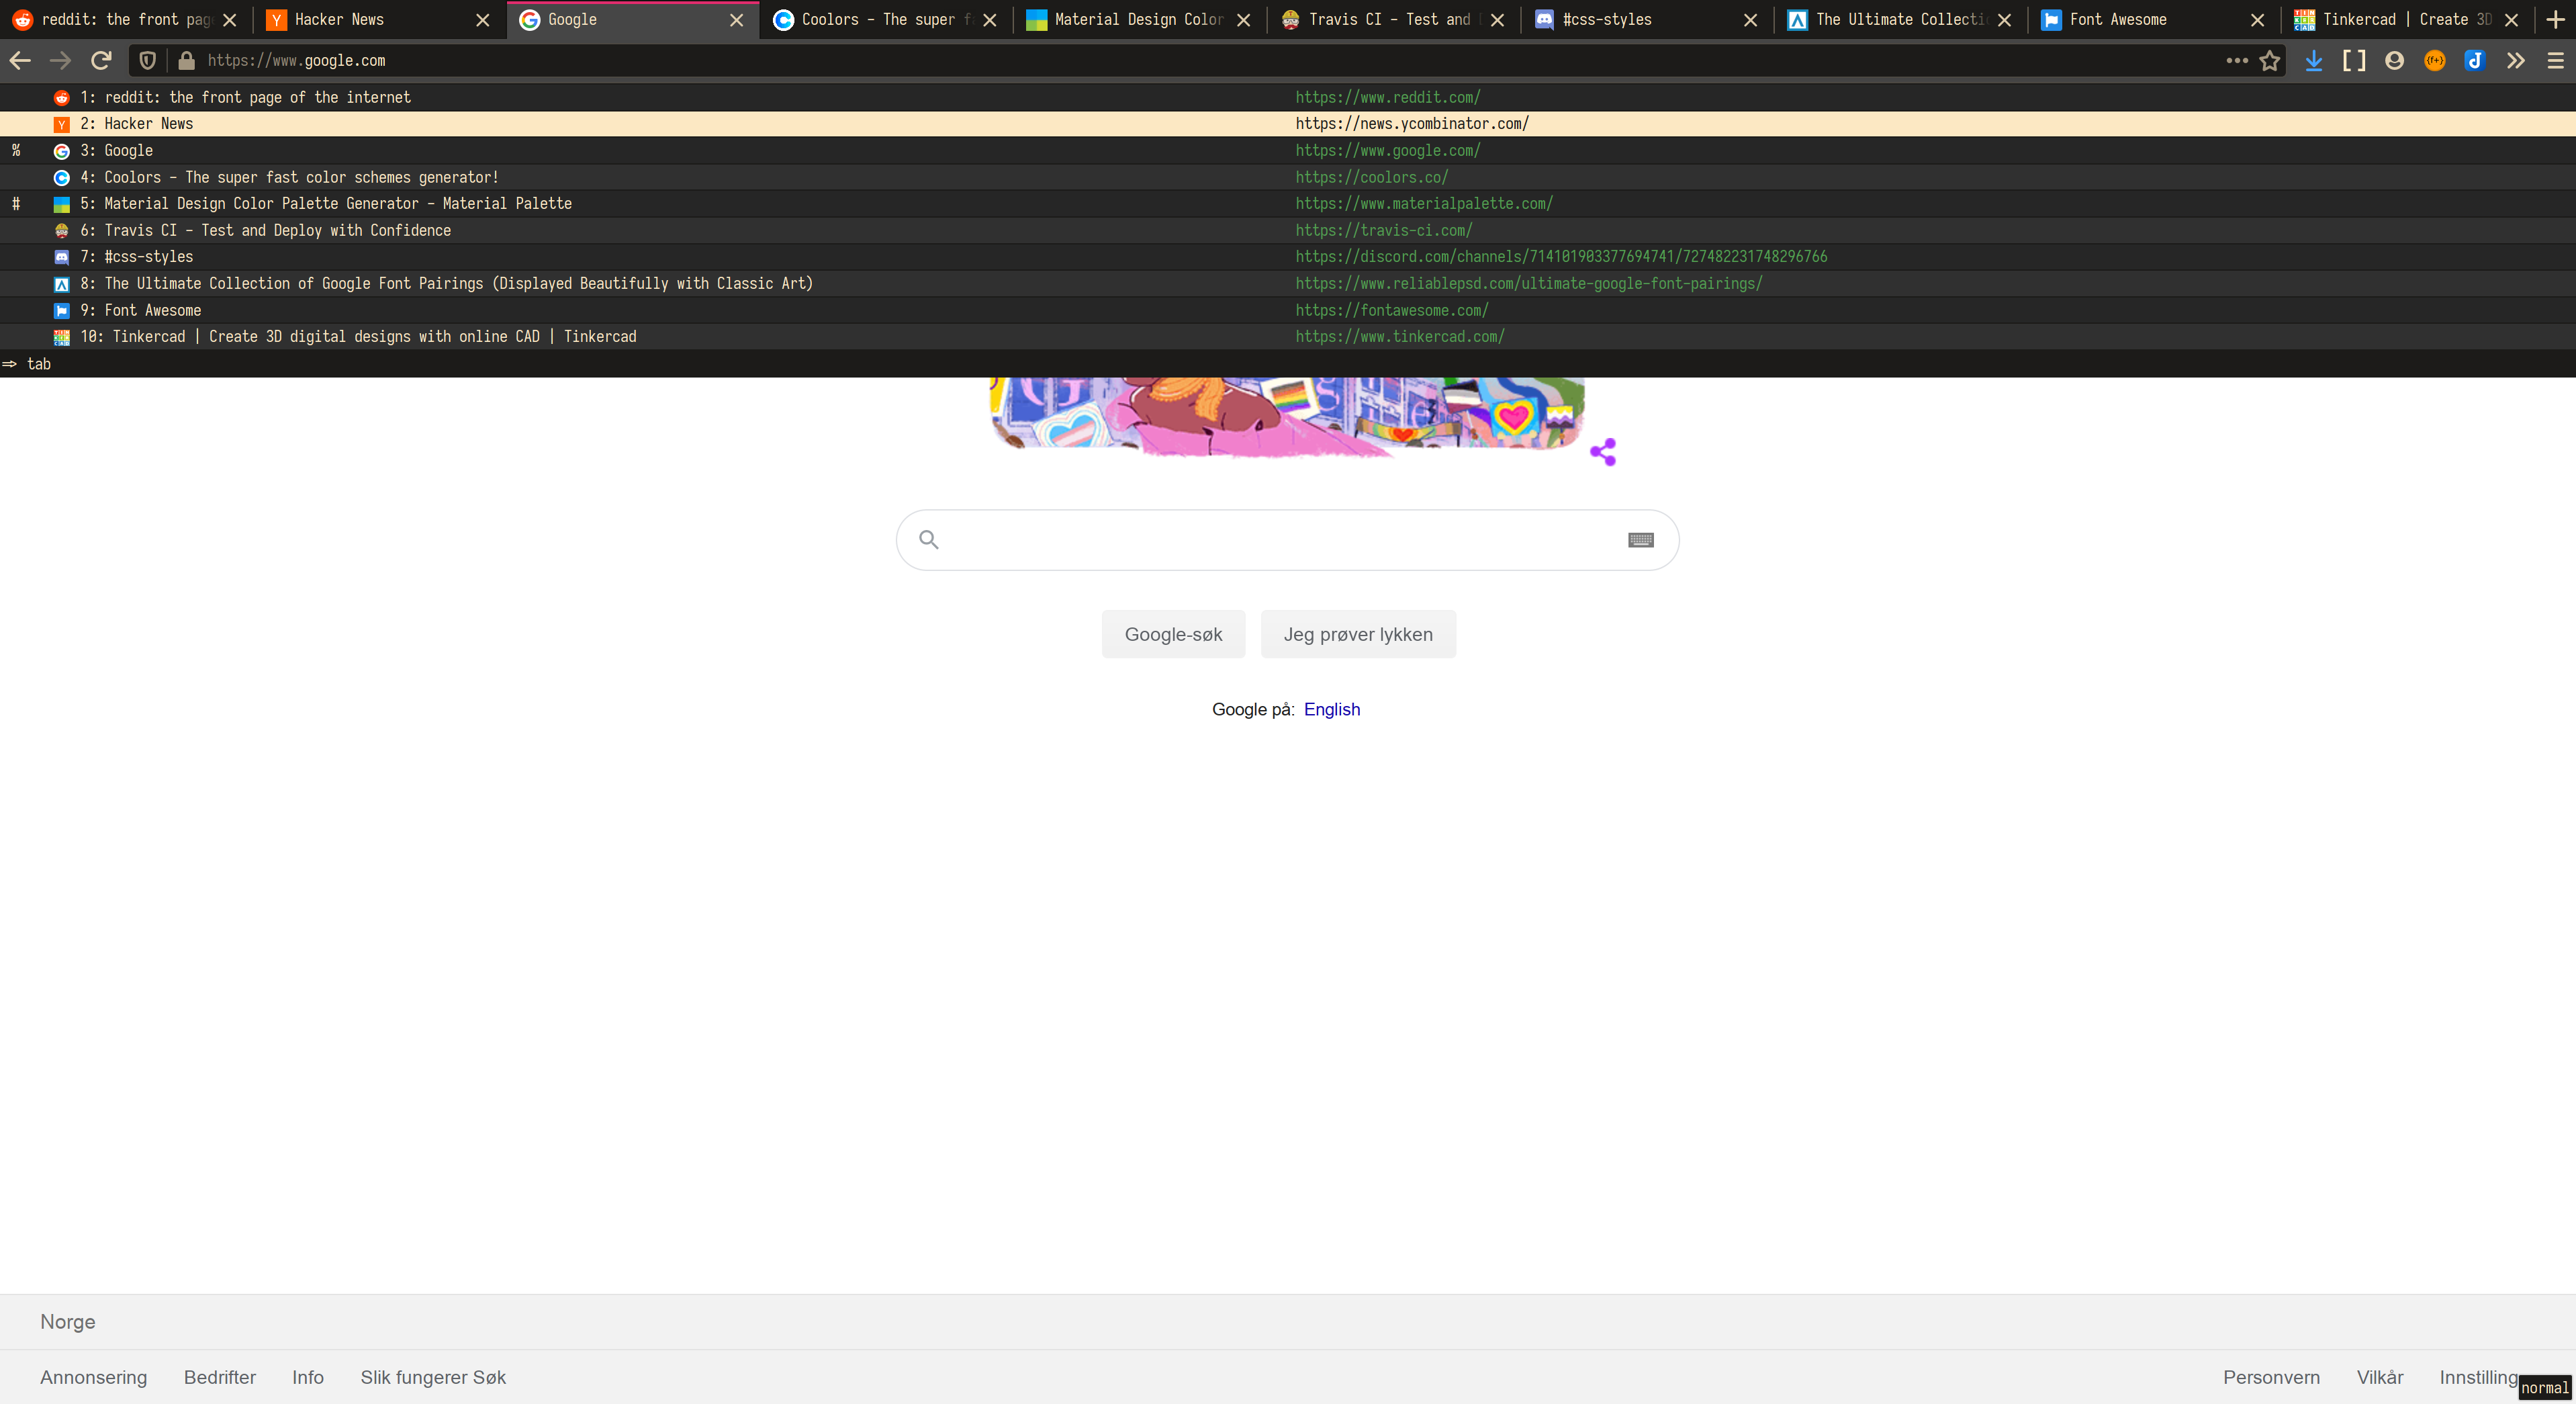 reddit: the front pag
Hacker News
Google
Coolors - The super f
Material Design Color
Travis CI - Test and
#css-styles
The Ultimate Collecti
Font Awesome
Tinkercad | Create 3D
https://www.google.com
1: reddit: the front page of the internet https://www.reddit.com/
2: Hacker News https://news.ycombinator.com/
% 3: Google https://www.google.com/
4: Coolors - The super fast color schemes generator! https://coolors.co/
# 5: Material Design Color Palette Generator - Material Palette https://www.materialpalette.com/
6: Travis CI - Test and Deploy with Confidence https://travis-ci.com/
7: #css-styles https://discord.com/channels/714101903377694741/727482231748296766
8: The Ultimate Collection of Google Font Pairings (Displayed Beautifully with Classic Art) https://www.reliablepsd.com/ultimate-google-font-pairings/
9: Font Awesome https://fontawesome.com/
10: Tinkercad | Create 3D digital designs with online CAD | Tinkercad https://www.tinkercad.com/
⇒ tab
Google-søk
Jeg prøver lykken
Google på: English
Norge
Annonsering Bedrifter Info Slik fungerer Søk Personvern Vilkår Innstilling
normal